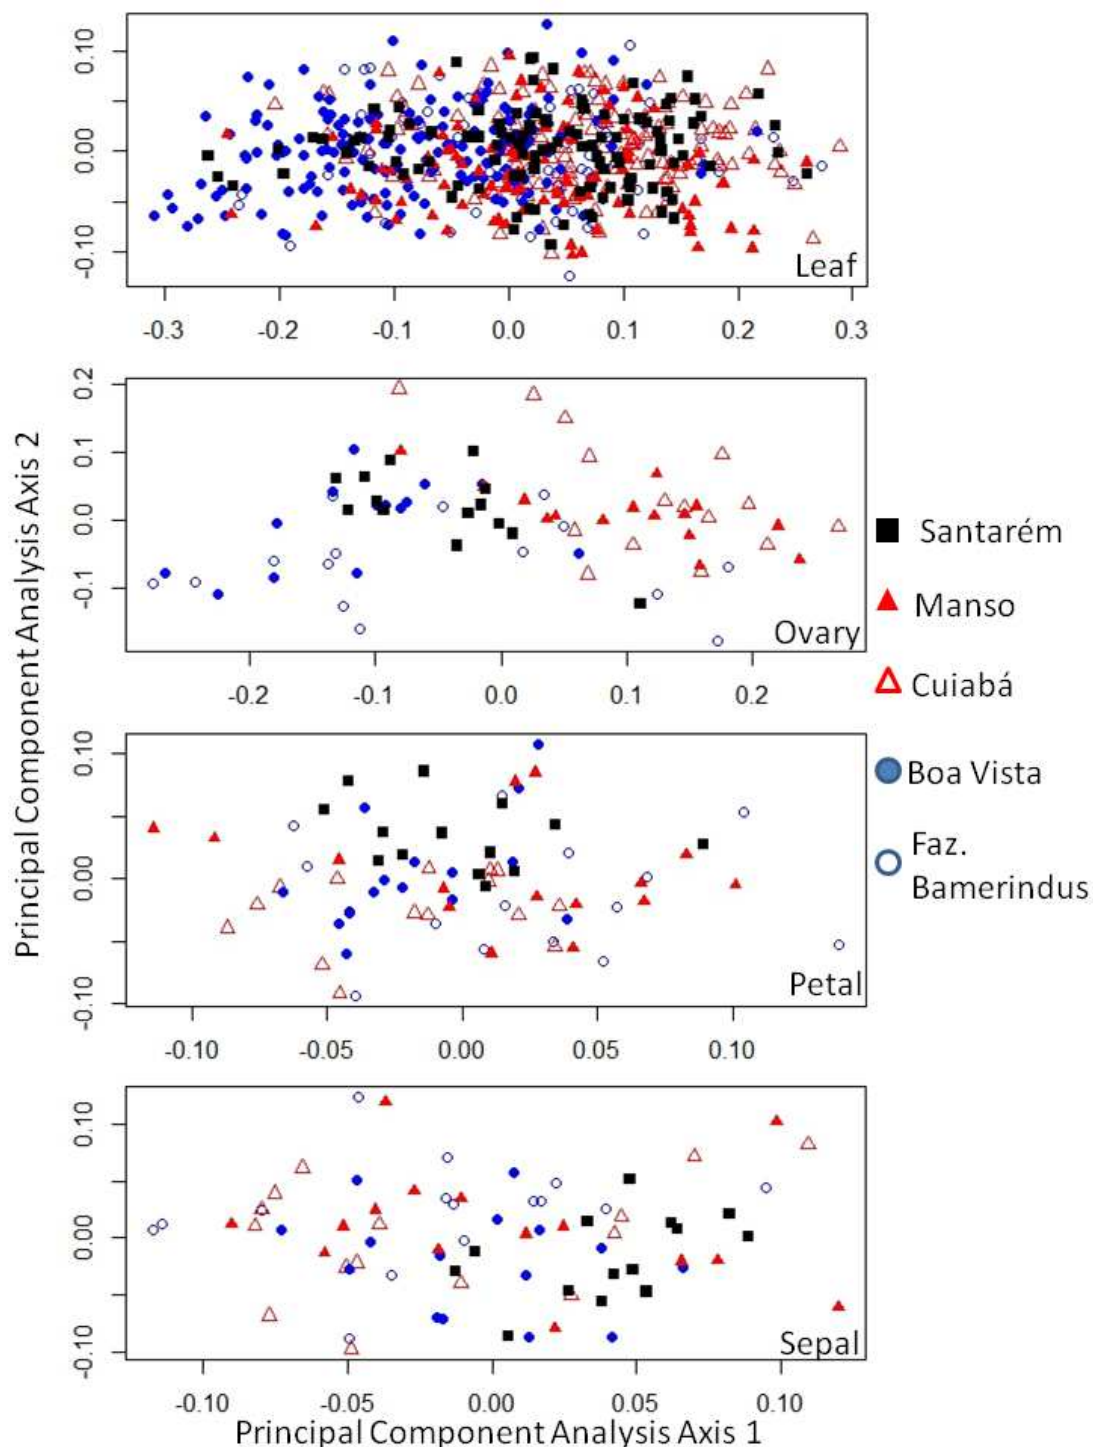 Principal Component Analysis Axis 2
0.10
0.00
-0.10
Leaf
-0.3 -0.2 -0.1 0.0 0.1 0.2 0.3
0.2
0.1
0.0
-0.1
Ovary
-0.2 -0.1 0.0 0.1 0.2
0.10
0.00
-0.10
Petal
-0.10 -0.05 0.00 0.05 0.10
0.10
0.00
-0.10
Sepal
-0.10 -0.05 0.00 0.05 0.10
Principal Component Analysis Axis 1
Santarém
Manso
Cuiabá
Boa Vista
Faz.
Bamerindus